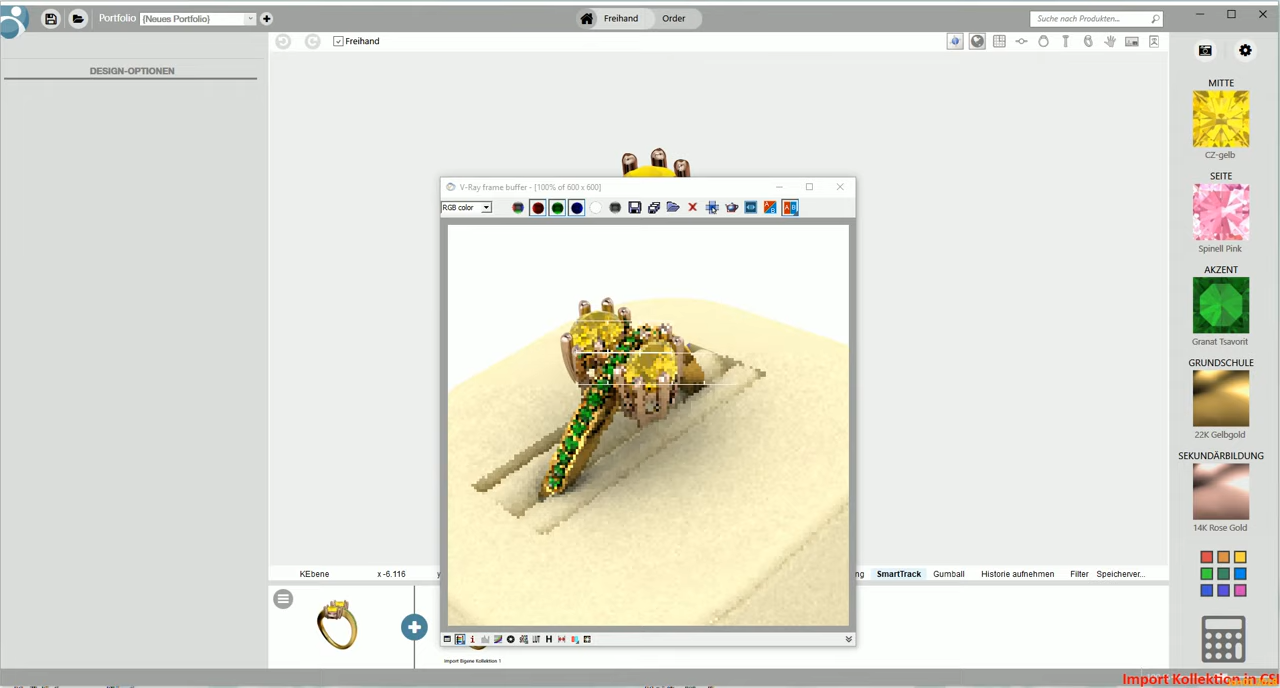 Portfolio (Neues Portfolio) Freihand Order Suche nach Produkten...
Freihand
DESIGN-OPTIONEN
MITTE
CZ-gelb
SEITE
Spinell Pink
AKZENT
Granat Tsavorit
GRUNDSCHULE
22K Gelbgold
SEKUNDÄRBILDUNG
14K Rose Gold
V-Ray frame buffer - [100% of 600 x 600]
RGB color
KEbene x -6.116 y ng SmartTrack Gumball Historie aufnehmen Filter Speicherver...
Import Eigene Kollektion 1
Import Kollektion in CSI